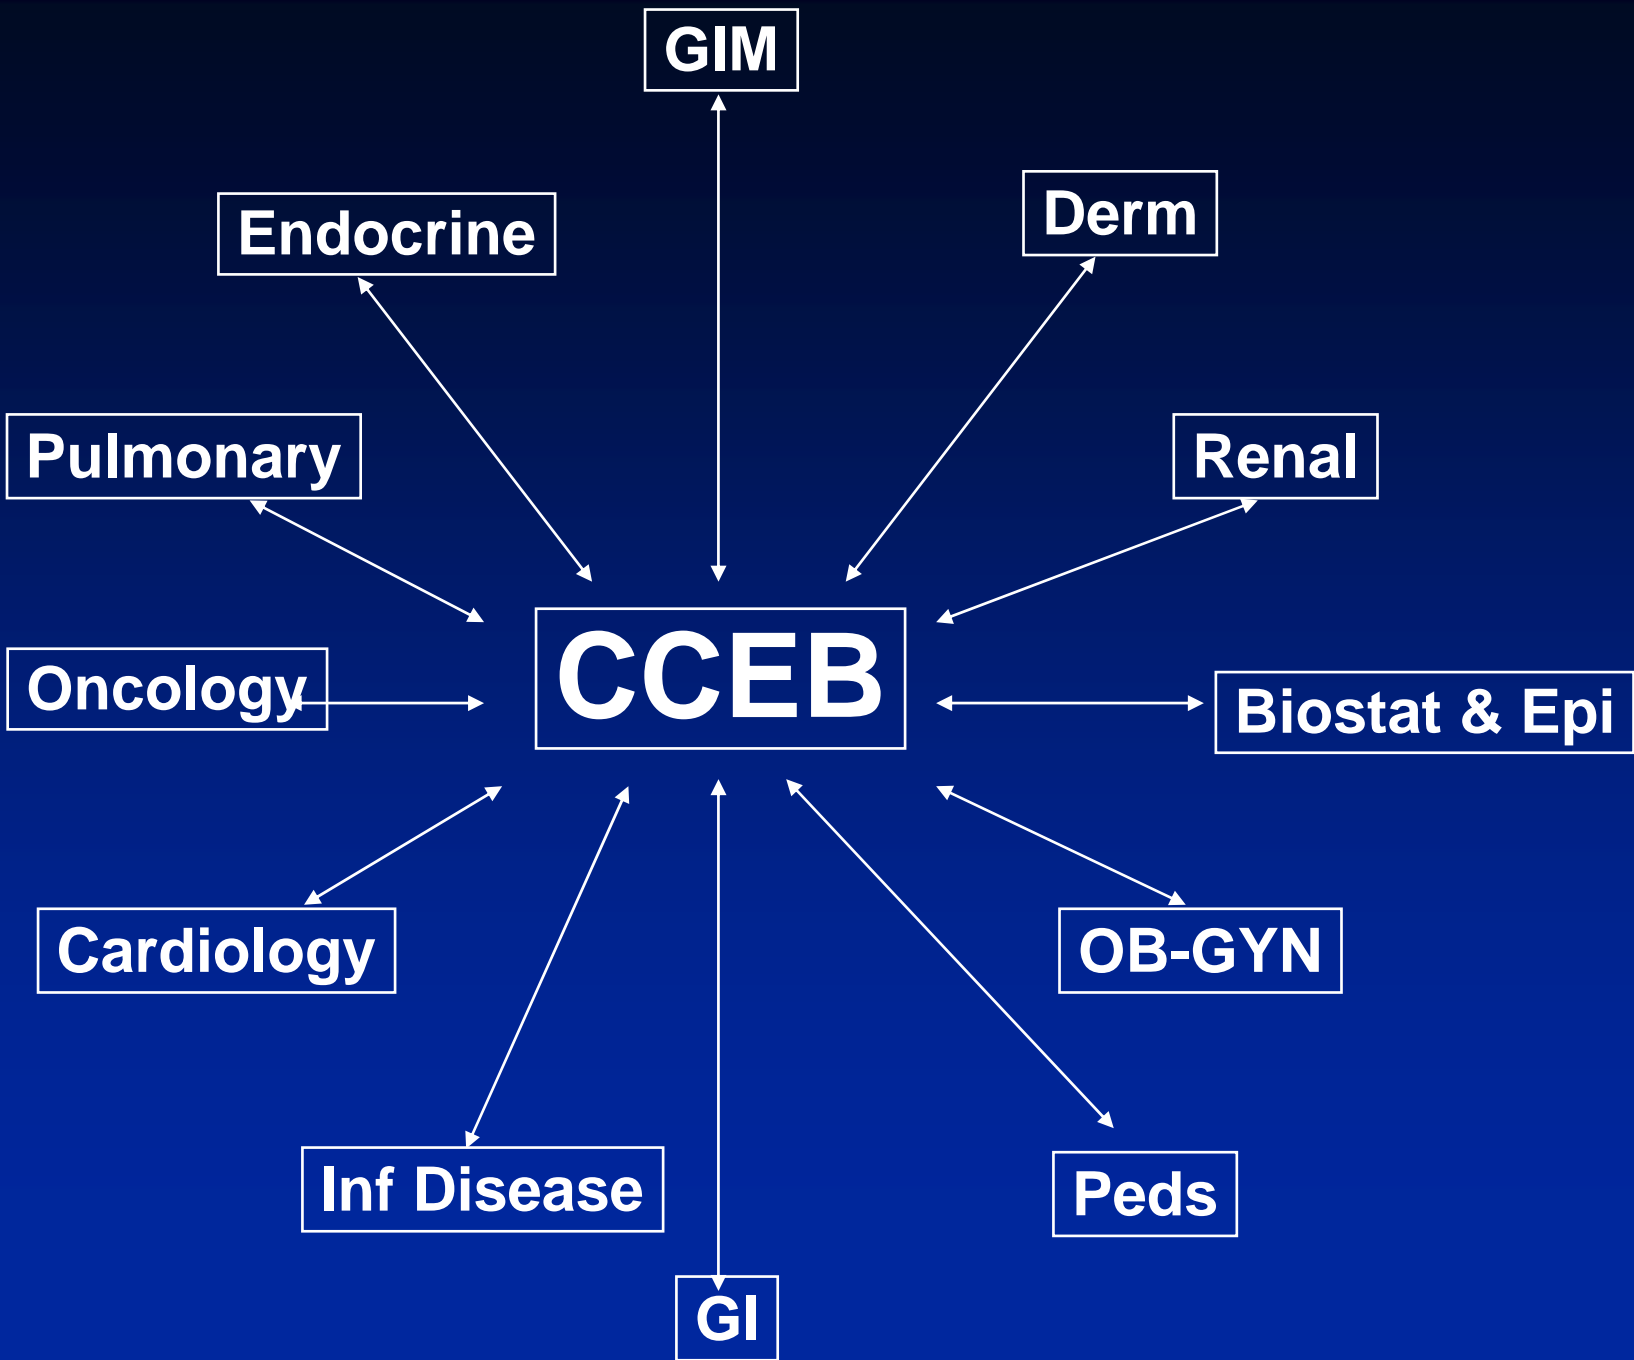 GIM
Derm
Endocrine
Pulmonary
Renal
CCEB
Oncology
Biostat & Epi
Cardiology
OB-GYN
Inf Disease
Peds
GI